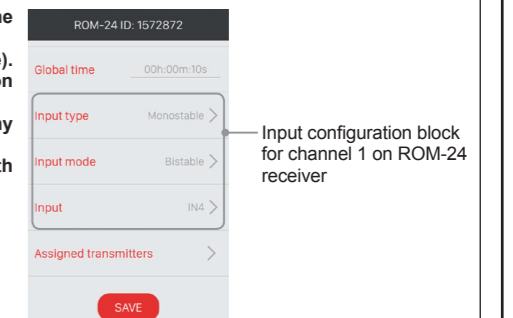 ROM-24 ID: 1572872
Global time 00h:00m:10s
Input type Monostable
Input mode Bistable
Input IN4
Assigned transmitters
SAVE
Input configuration block
for channel 1 on ROM-24
receiver